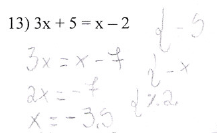 13) 3x + 5 = x – 2
3x = x - 7
2x = -7
x = -3,5